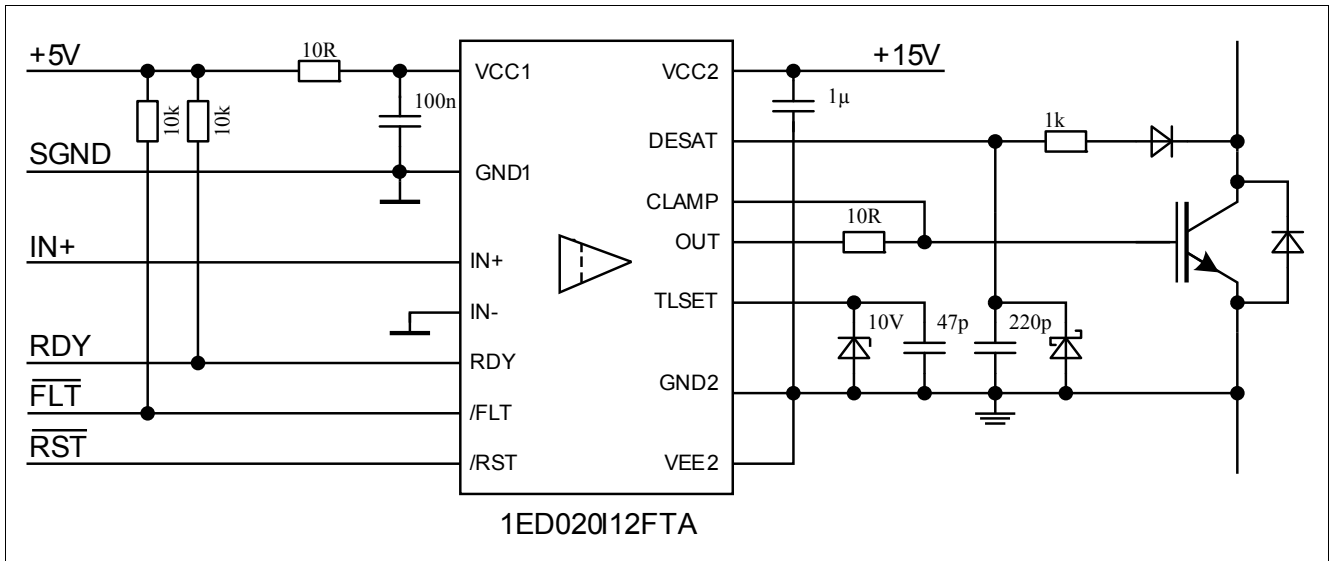 +5V
10R
10k
10k
100n
SGND
IN+
RDY
FLT
RST
VCC1
GND1
IN+
IN-
RDY
/FLT
/RST
VCC2
DESAT
CLAMP
OUT
TLSET
GND2
VEE2
+15V
1µ
1k
10R
10V
47p
220p
1ED020I12FTA